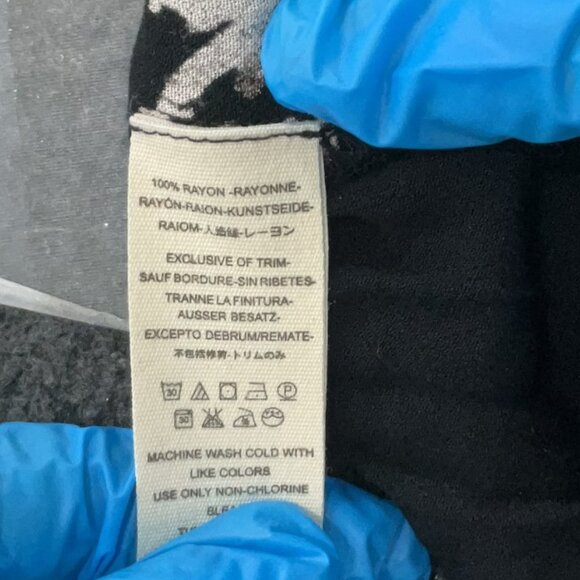 100% RAYON -RAYONNE-
RAYÓN-RAION-KUNSTSEIDE-
RAIOM-人造絲-レーヨン
EXCLUSIVE OF TRIM-
SAUF BORDURE-SIN RIBETES-
TRANNE LA FINITURA-
AUSSER BESATZ-
EXCEPTO DEBRUM/REMATE-
不包括修剪-トリムのみ
30
30
MACHINE WASH COLD WITH
LIKE COLORS
USE ONLY NON-CHLORINE